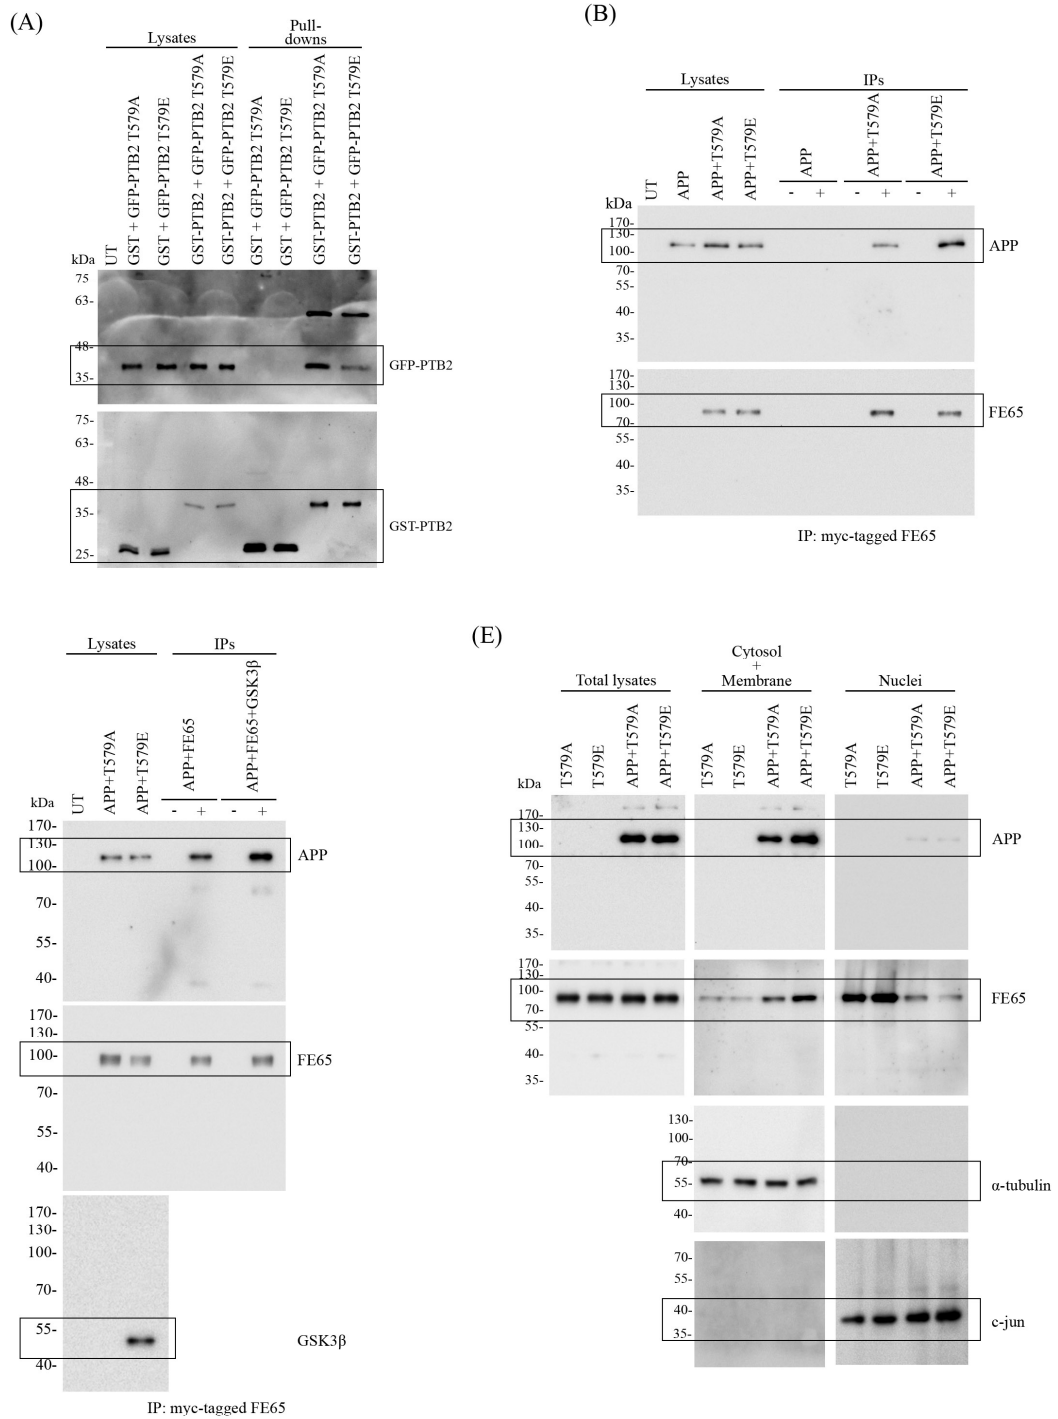 (A)
Lysates
Pull-
downs
UT
GST + GFP-PTB2 T579A
GST + GFP-PTB2 T579E
GST-PTB2 + GFP-PTB2 T579A
GST-PTB2 + GFP-PTB2 T579E
GST + GFP-PTB2 T579A
GST + GFP-PTB2 T579E
GST-PTB2 + GFP-PTB2 T579A
GST-PTB2 + GFP-PTB2 T579E
kDa
75
63-
48-
35-
GFP-PTB2
75-
63-
48-
35-
25-
GST-PTB2
(B)
Lysates
IPs
UT
APP
APP+T579A
APP+T579E
APP
APP+T579A
APP+T579E
- + - + - +
kDa
170-
130-
100-
70-
55-
40-
35-
APP
170-
130-
100-
70-
55-
40-
35-
FE65
IP: myc-tagged FE65
Lysates
IPs
UT
APP+T579A
APP+T579E
APP+FE65
APP+FE65+GSK3β
- + - +
kDa
170-
130-
100-
70-
55-
40-
APP
170-
130-
100-
70-
55-
40-
FE65
170-
130-
100-
70-
55-
40-
GSK3β
IP: myc-tagged FE65
(E)
Total lysates
Cytosol
+
Membrane
Nuclei
T579A
T579E
APP+T579A
APP+T579E
T579A
T579E
APP+T579A
APP+T579E
T579A
T579E
APP+T579A
APP+T579E
kDa
170-
130-
100-
70-
55-
40-
35-
APP
170-
130-
100-
70-
55-
40-
35-
FE65
130-
100-
70-
55-
40-
α-tubulin
70-
55-
40-
35-
c-jun